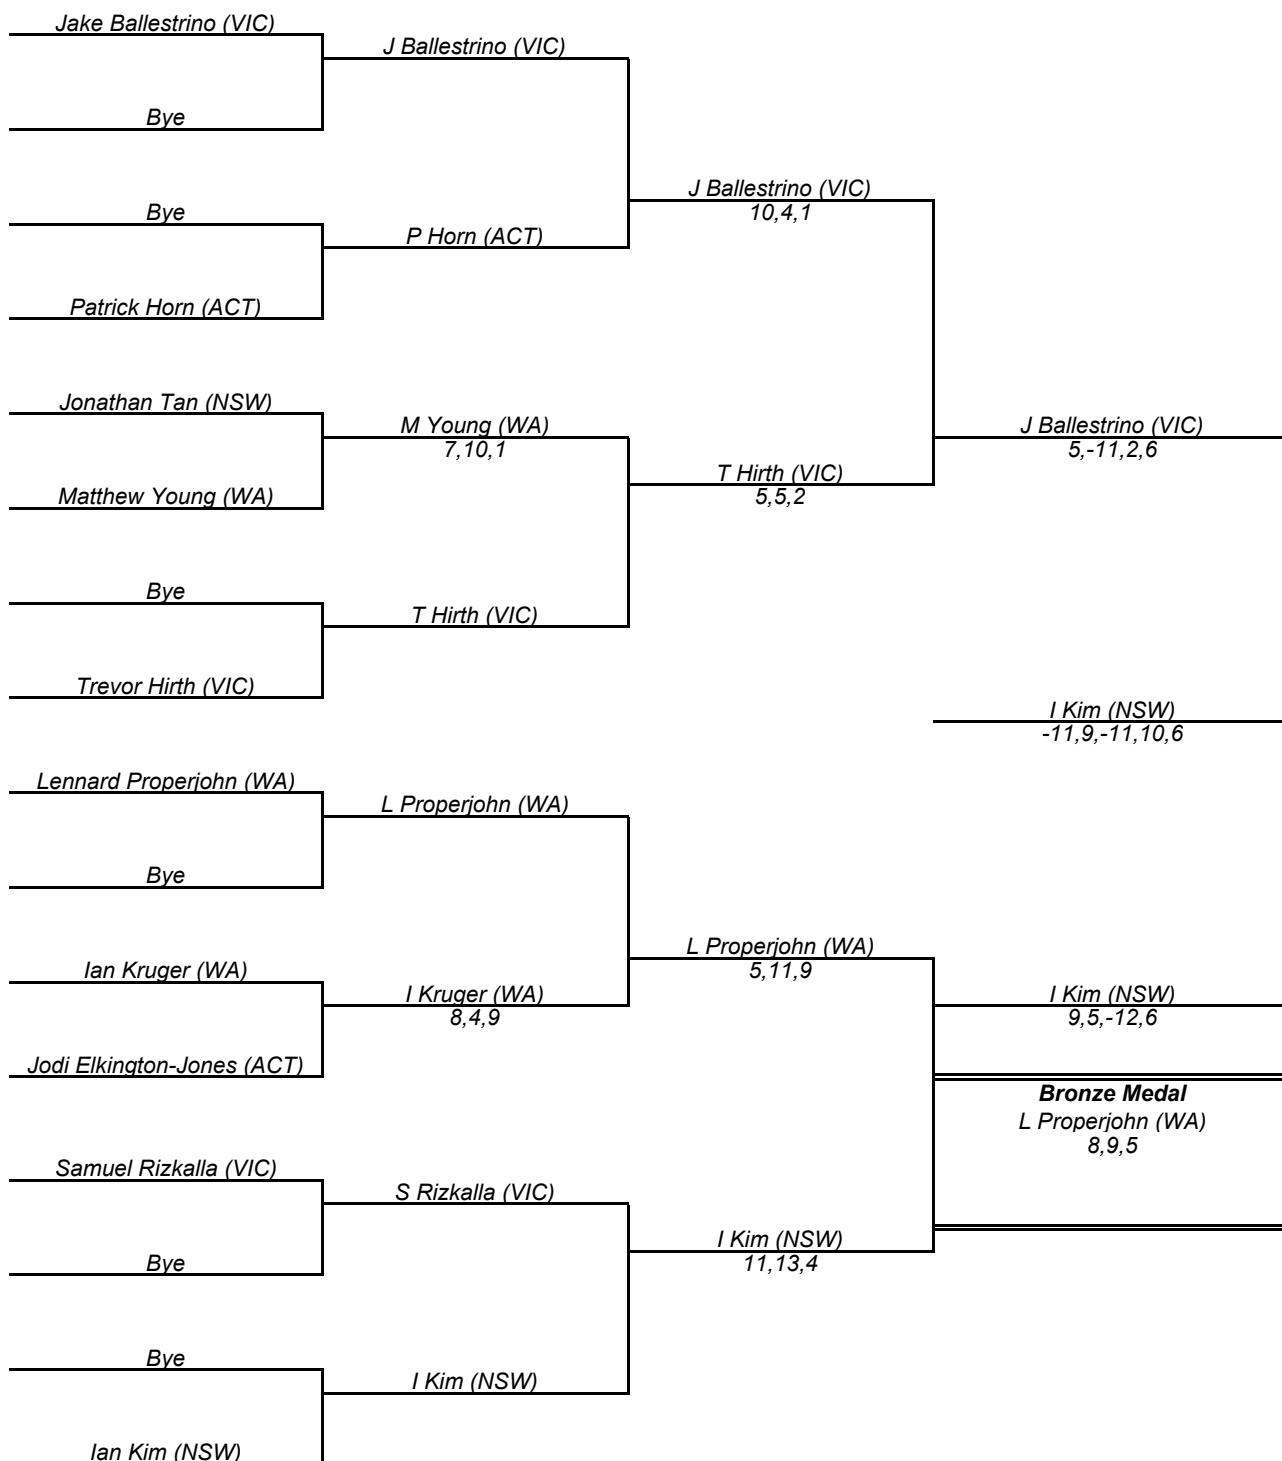 Jake Ballestrino (VIC)
J Ballestrino (VIC)
Bye
J Ballestrino (VIC)
10,4,1
Bye
P Horn (ACT)
Patrick Horn (ACT)
Jonathan Tan (NSW)
M Young (WA)
7,10,1
J Ballestrino (VIC)
5,-11,2,6
Matthew Young (WA)
T Hirth (VIC)
5,5,2
Bye
T Hirth (VIC)
Trevor Hirth (VIC)
I Kim (NSW)
-11,9,-11,10,6
Lennard Properjohn (WA)
L Properjohn (WA)
Bye
L Properjohn (WA)
5,11,9
Ian Kruger (WA)
I Kruger (WA)
8,4,9
I Kim (NSW)
9,5,-12,6
Jodi Elkington-Jones (ACT)
Bronze Medal
L Properjohn (WA)
8,9,5
Samuel Rizkalla (VIC)
S Rizkalla (VIC)
Bye
I Kim (NSW)
11,13,4
Bye
I Kim (NSW)
Ian Kim (NSW)